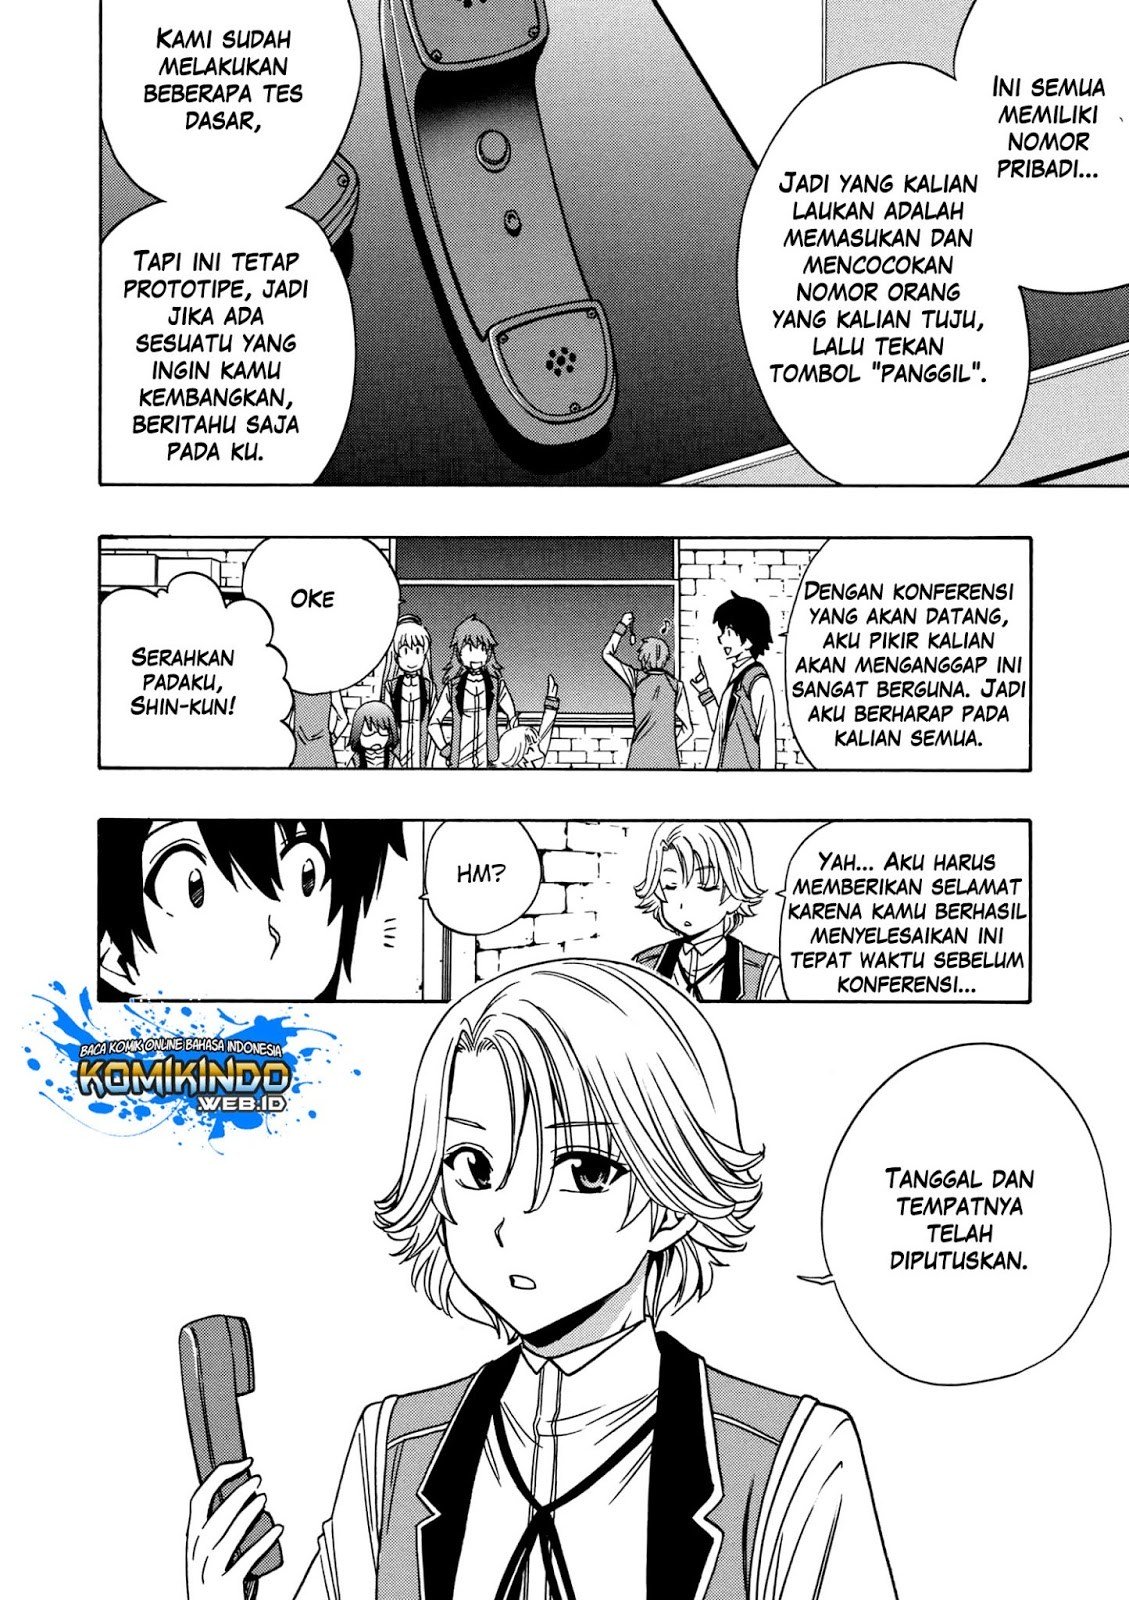 INI SEMUA
MEMILIKI
NOMOR
PRIBADI...
JADI YANG KALIAN
LAUKAN ADALAH
MEMASUKAN DAN
MENCOCOKAN
NOMOR ORANG
YANG KALIAN TUJU,
LALU TEKAN
TOMBOL "PANGGIL".
KAMI SUDAH
MELAKUKAN
BEBERAPA TES
DASAR,
TAPI INI TETAP
PROTOTIPE, JADI
JIKA ADA
SESUATU YANG
INGIN KAMU
KEMBANGKAN,
BERITAHU SAJA
PADA KU.
DENGAN KONFERENSI
YANG AKAN DATANG,
AKU PIKIR KALIAN
AKAN MENGANGGAP INI
SANGAT BERGUNA. JADI
AKU BERHARAP PADA
KALIAN SEMUA.
OKE
SERAHKAN
PADAKU,
SHIN-KUN!
YAH... AKU HARUS
MEMBERIKAN SELAMAT
KARENA KAMU BERHASIL
MENYELESAIKAN INI
TEPAT WAKTU SEBELUM
KONFERENSI...
HM?
TANGGAL DAN
TEMPATNYA
TELAH
DIPUTUSKAN.
BACA KOMIK ONLINE BAHASA INDONESIA
KOMIKINDO
.WEB.ID